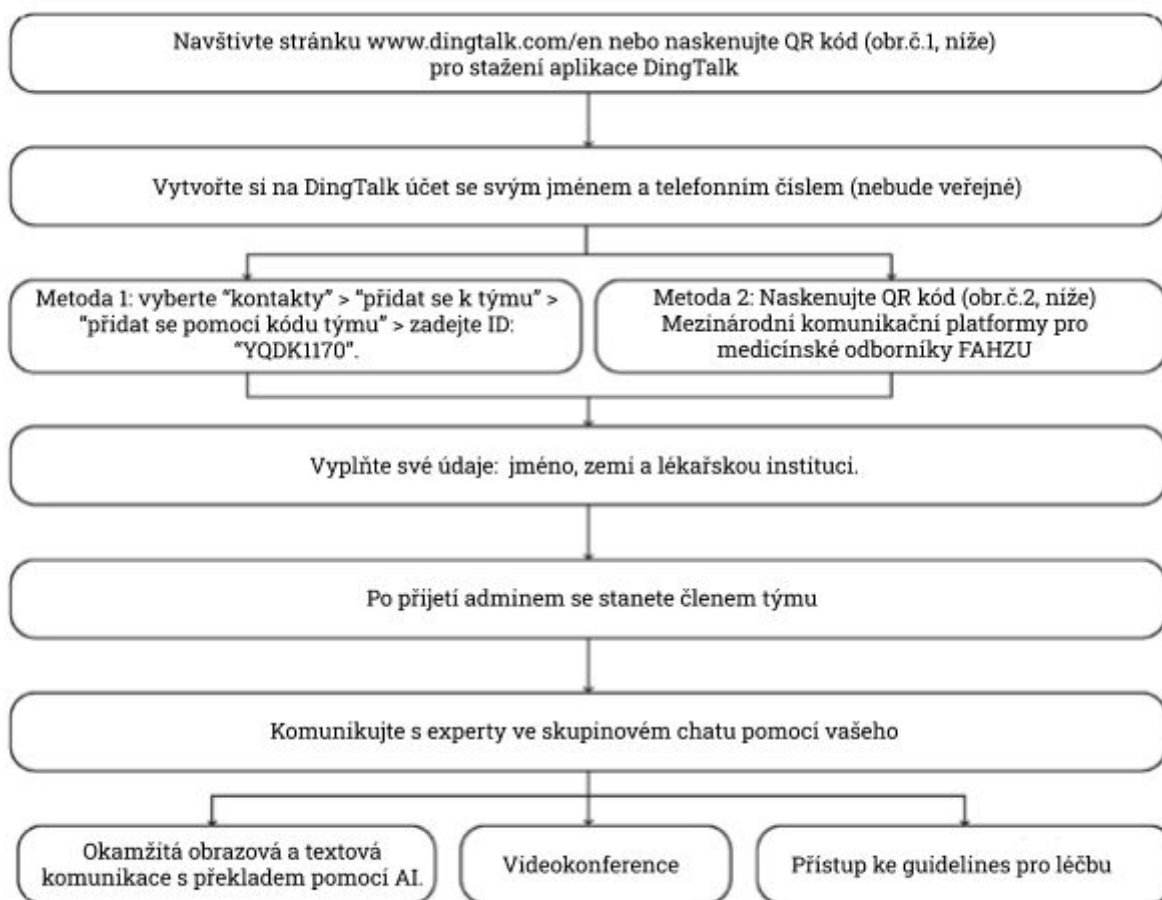 Navštivte stránku www.dingtalk.com/en nebo naskenujte QR kód (obr.č.1, níže)
pro stažení aplikace DingTalk
Vytvořte si na DingTalk účet se svým jménem a telefonním číslem (nebude veřejné)
Metoda 1: vyberte “kontakty” > “přidat se k týmu” >
“přidat se pomocí kódu týmu” > zadejte ID:
“YQDK1170”.
Metoda 2: Naskenujte QR kód (obr.č.2, níže)
Mezinárodní komunikační platformy pro
medicínské odborníky FAHZU
Vyplňte své údaje: jméno, zemi a lékařskou instituci.
Po přijetí adminem se stanete členem týmu
Komunikujte s experty ve skupinovém chatu pomocí vašeho
Okamžitá obrazová a textová
komunikace s překladem pomocí AI.
Videokonference
Přístup ke guidelines pro léčbu